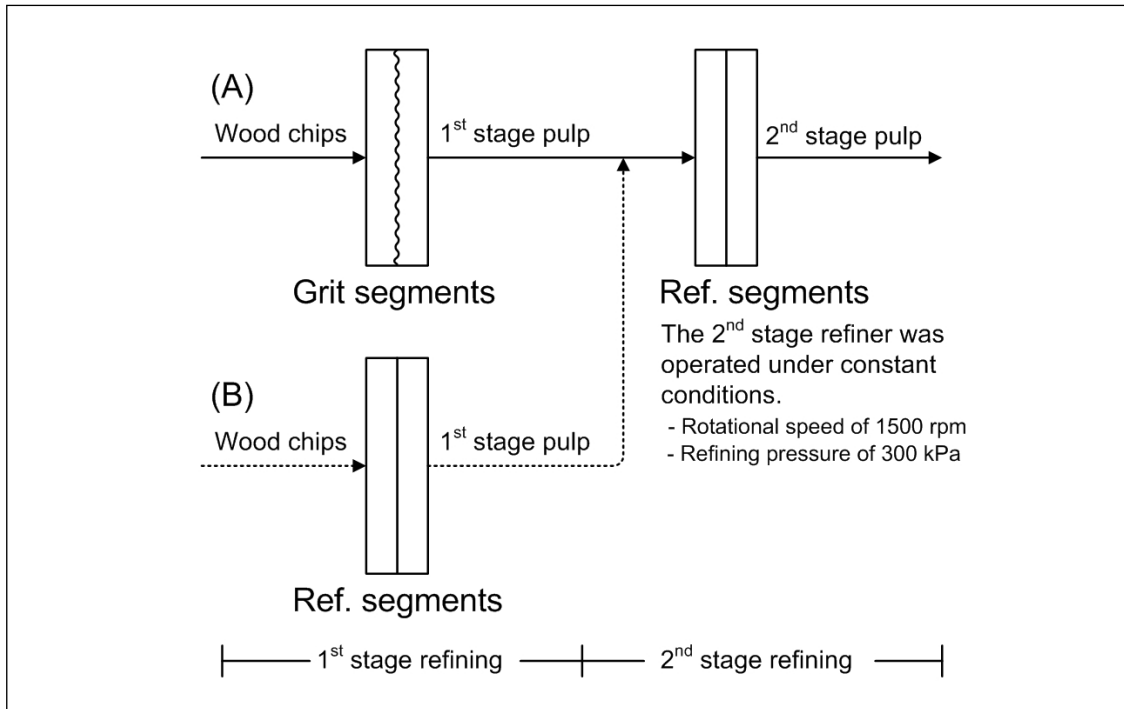 (A)
Wood chips
1st stage pulp
2nd stage pulp
Grit segments
Ref. segments
The 2nd stage refiner was
operated under constant
conditions.
- Rotational speed of 1500 rpm
- Refining pressure of 300 kPa
(B)
Wood chips
1st stage pulp
Ref. segments
1st stage refining
2nd stage refining